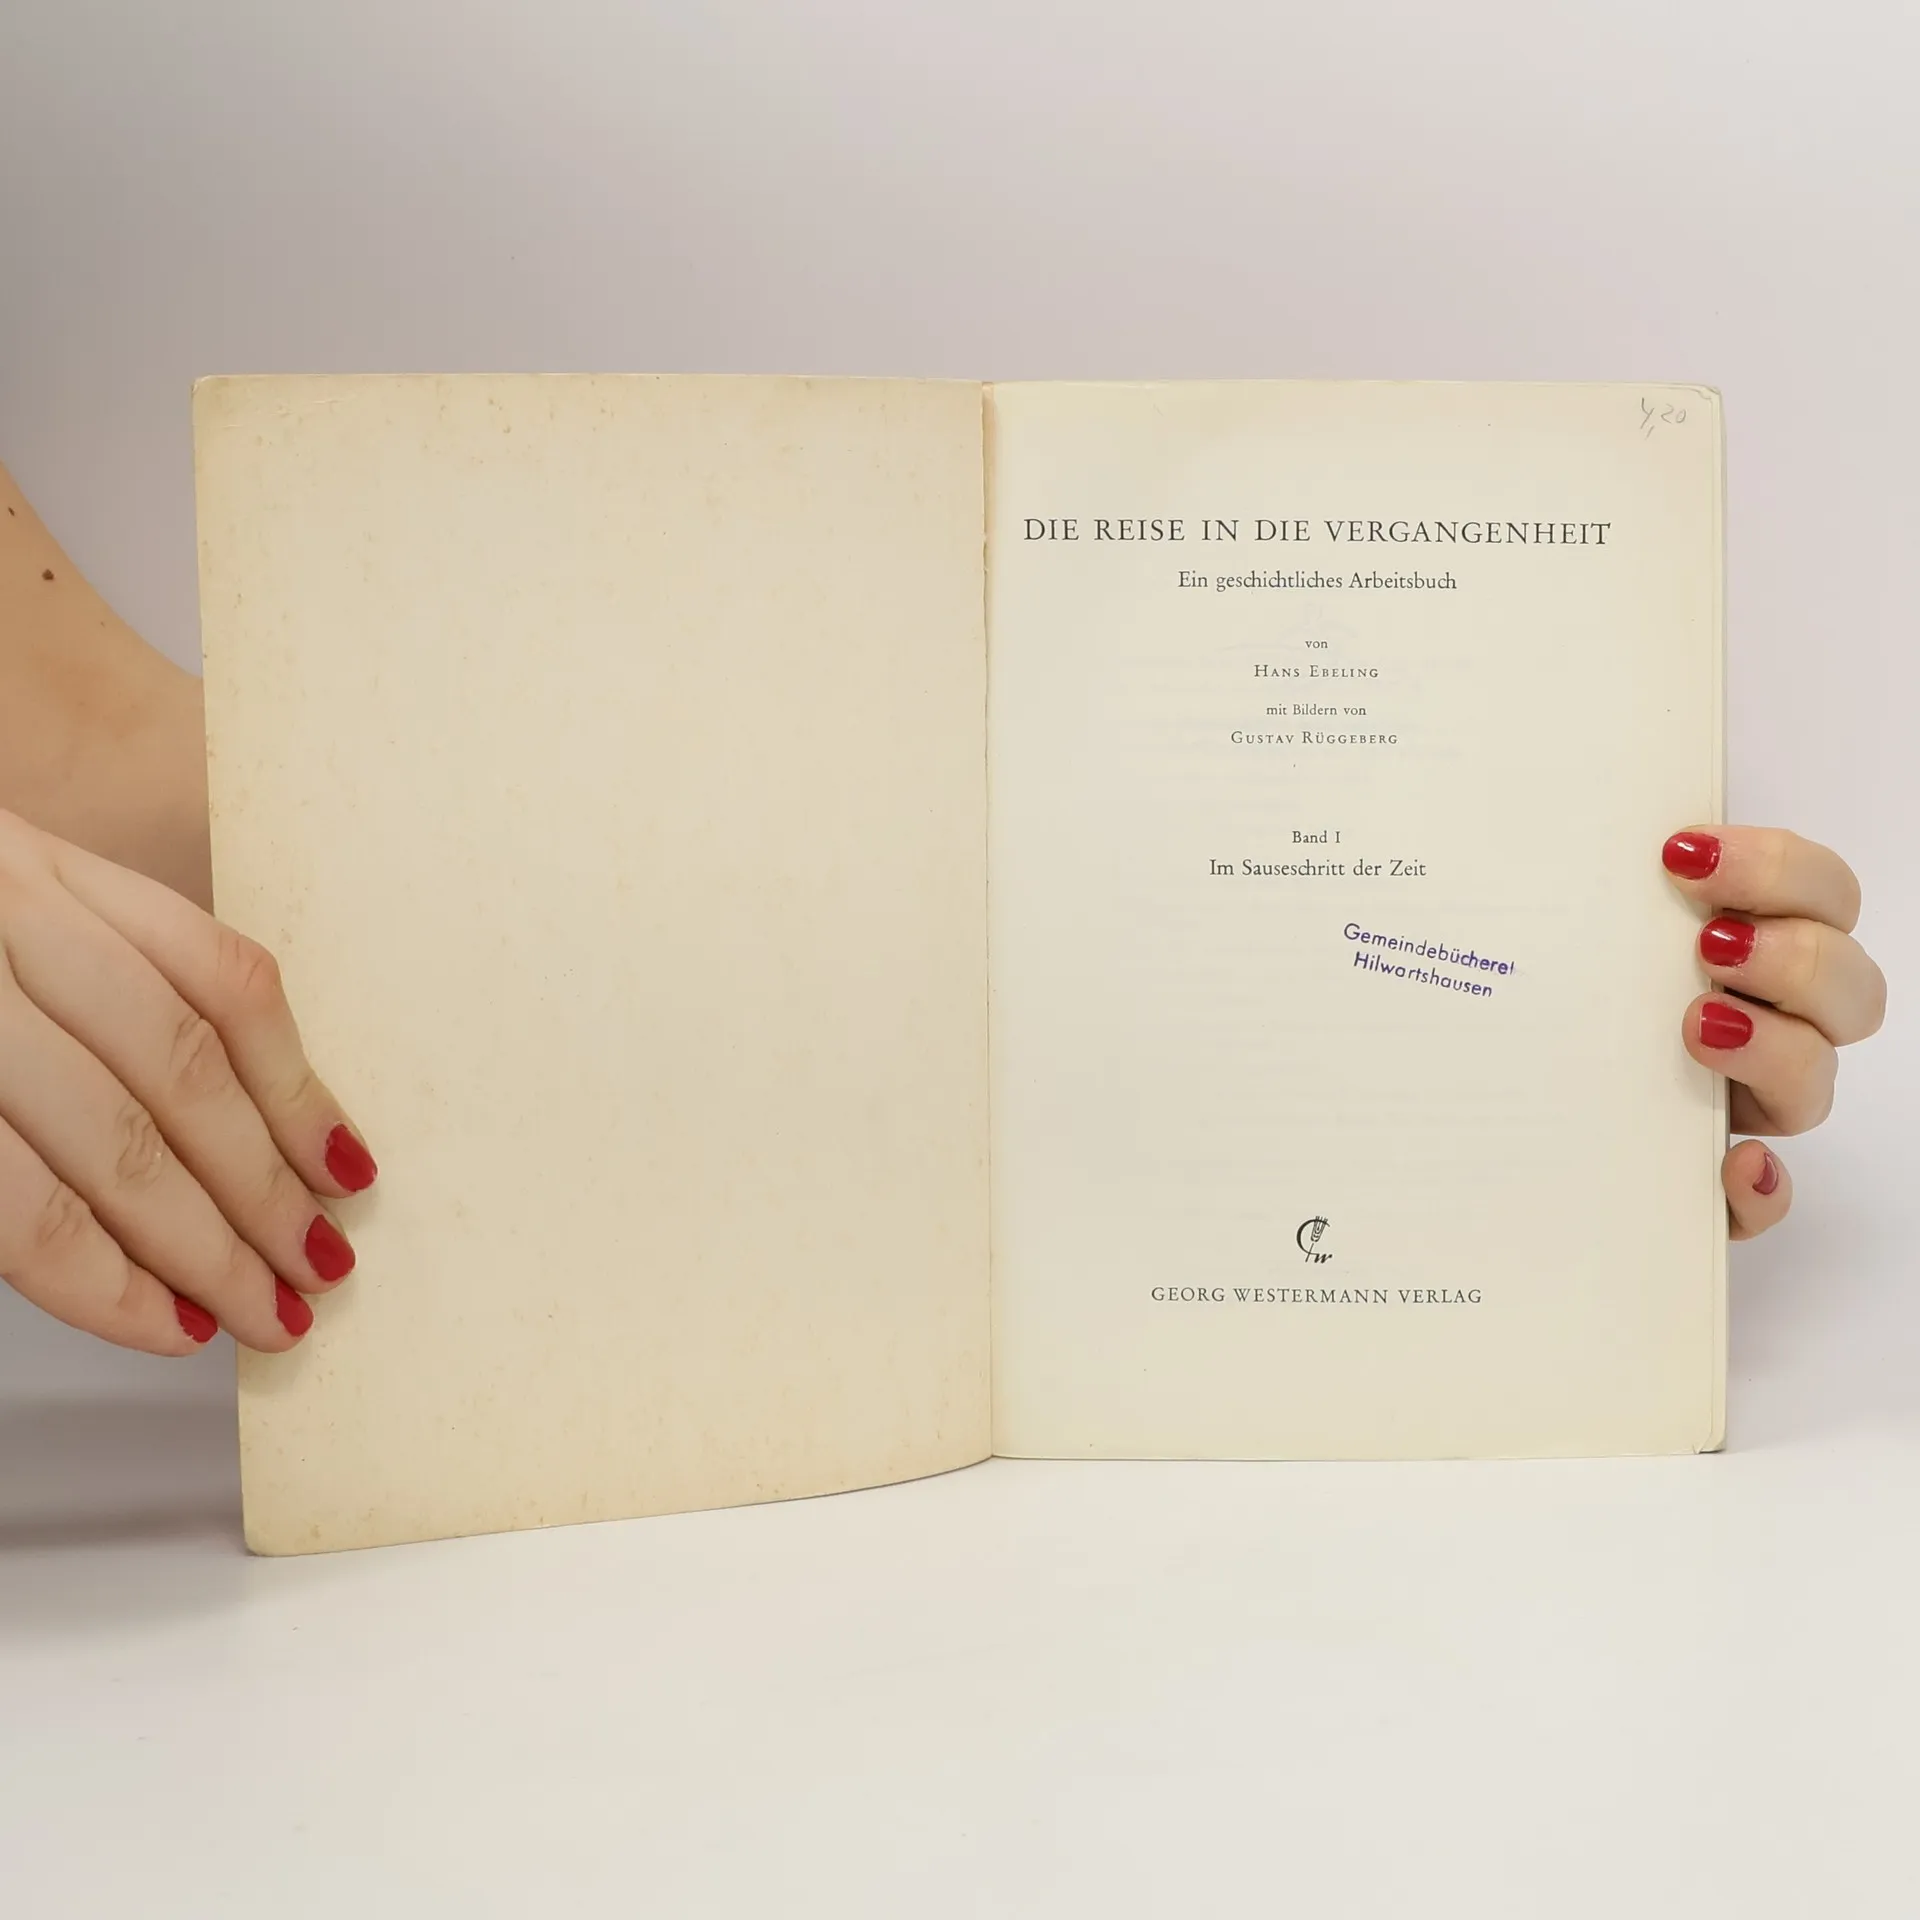 4,20
DIE REISE IN DIE VERGANGENHEIT
Ein geschichtliches Arbeitsbuch
von
HANS EBELING
mit Bildern von
GUSTAV RÜGGEBERG
Band I
Im Sauseschritt der Zeit
Gemeindebücherei
Hilwartshausen
GEORG WESTERMANN VERLAG